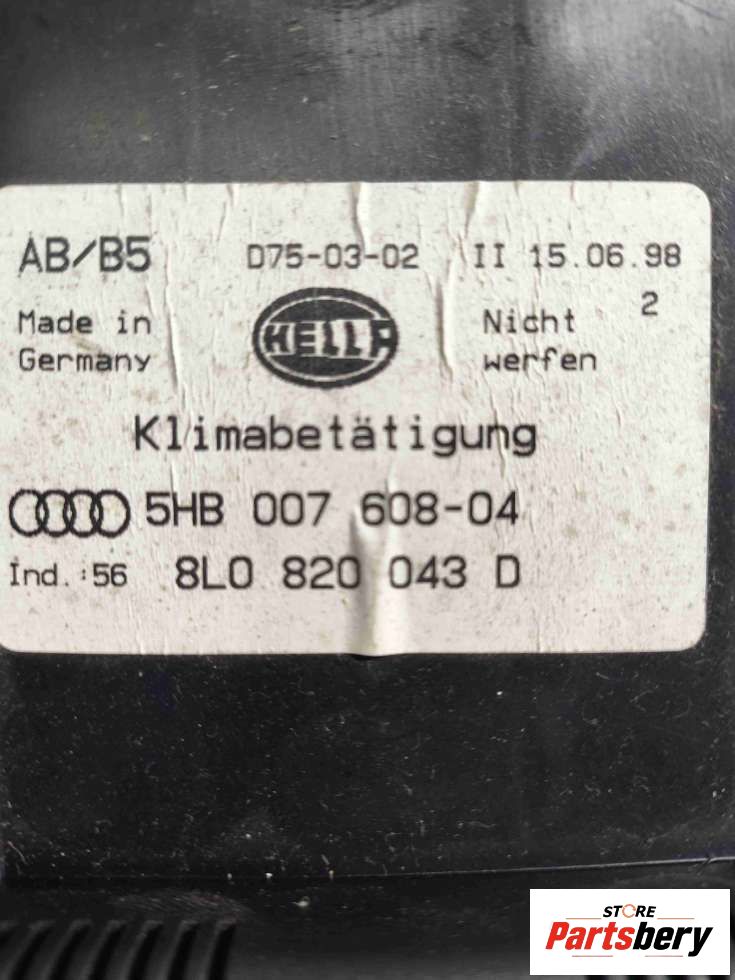 AB/B5 D75-03-02 II 15.06.98
2
Made in Nicht
HELLA
Germany werfen
Klimabetätigung
5HB 007 608-04
Ind.:56 8L0 820 043 D
STORE
Partsbery